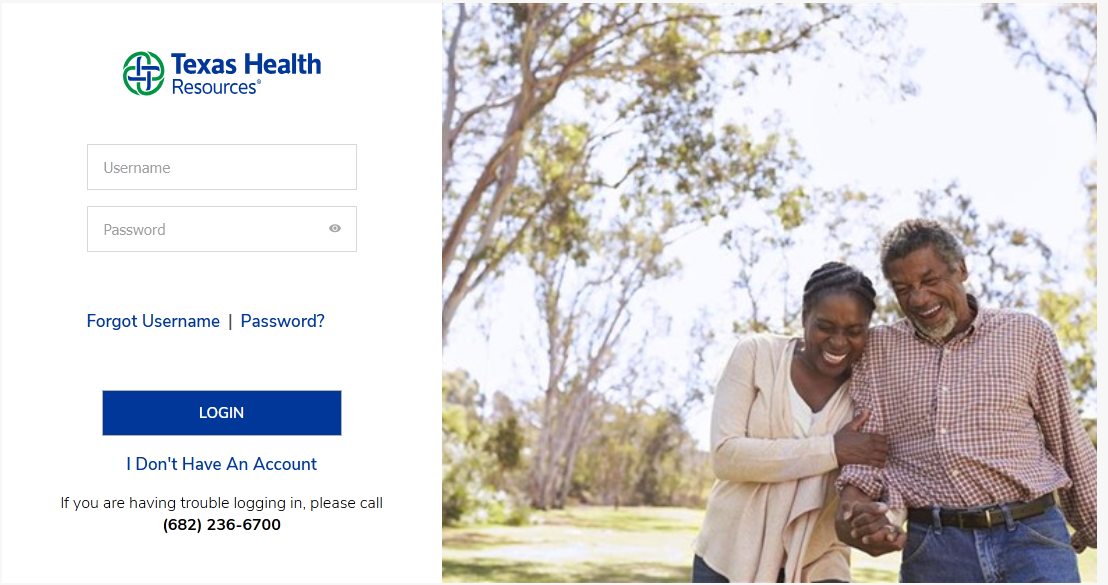 Texas Health
Resources®
Username
Password
Forgot Username | Password?
LOGIN
I Don't Have An Account
If you are having trouble logging in, please call
(682) 236-6700